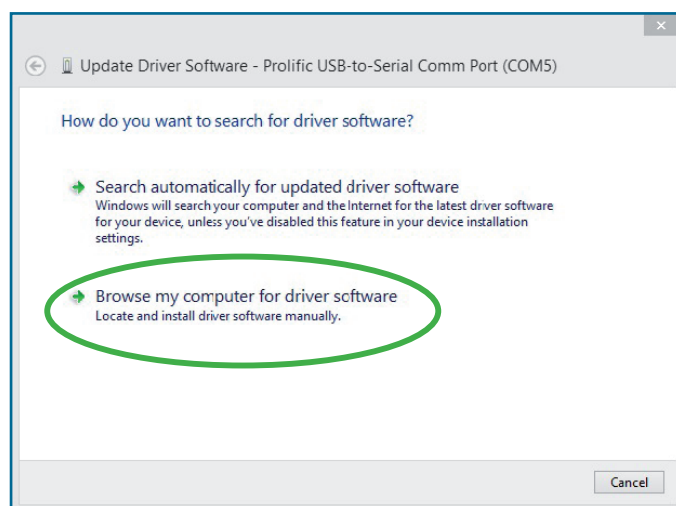 Update Driver Software - Prolific USB-to-Serial Comm Port (COM5)
How do you want to search for driver software?
Search automatically for updated driver software
Windows will search your computer and the Internet for the latest driver software
for your device, unless you've disabled this feature in your device installation
settings.
Browse my computer for driver software
Locate and install driver software manually.
Cancel